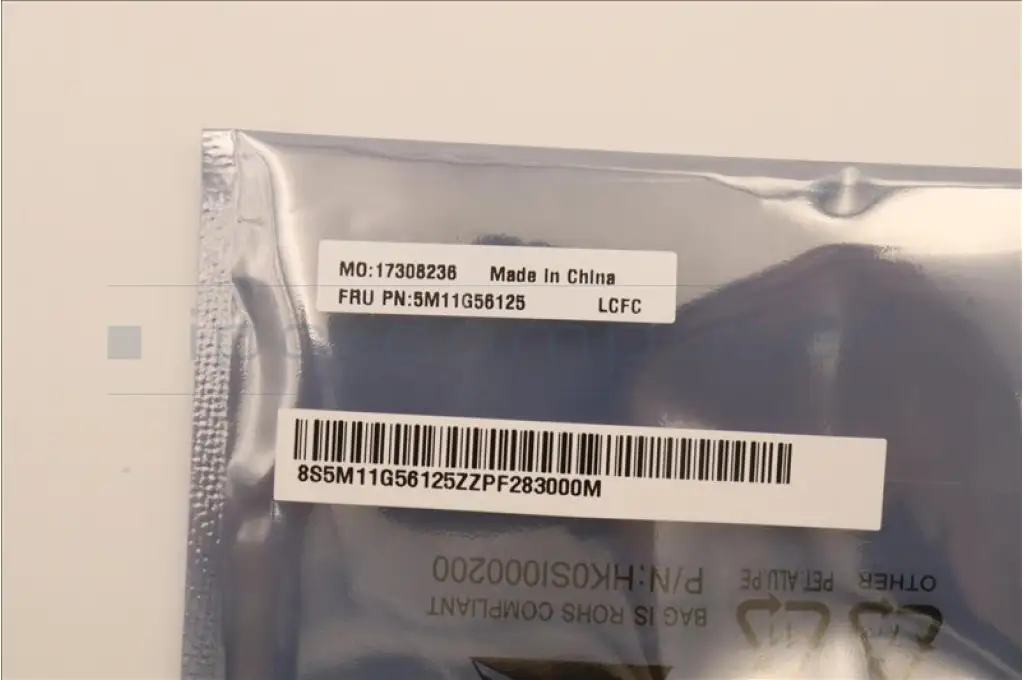 MO:17308236 Made In China
FRU PN:5M11G56125 LCFC
8S5M11G56125ZZPF283000M
OTHER PET ALU.PE
P/N:HK0SI000200
BAG IS ROHS COMPLIANT